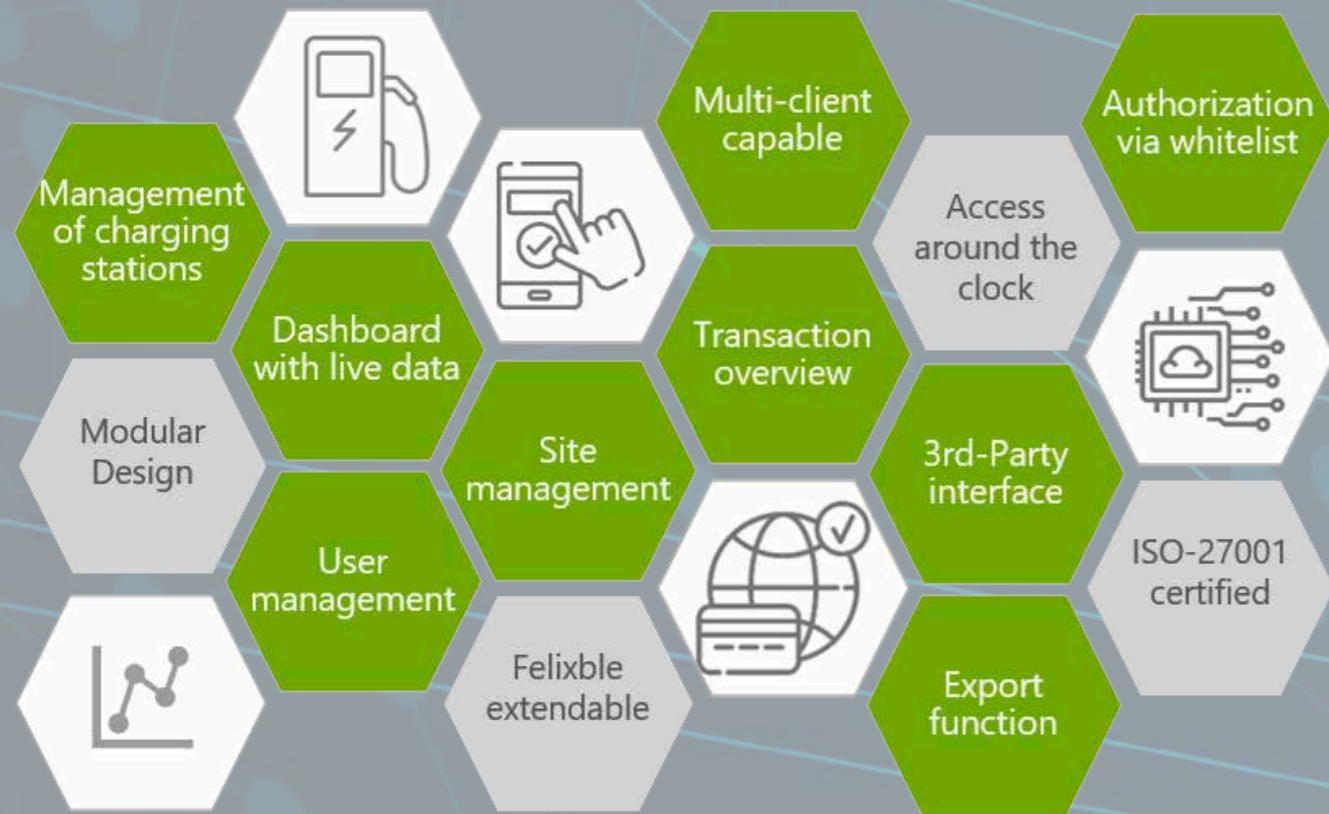 Management
of charging
stations
Modular
Design
Dashboard
with live data
User
management
Site
management
Felixble
extendable
Multi-client
capable
Transaction
overview
Access
around the
clock
3rd-Party
interface
Export
function
Authorization
via whitelist
ISO-27001
certified